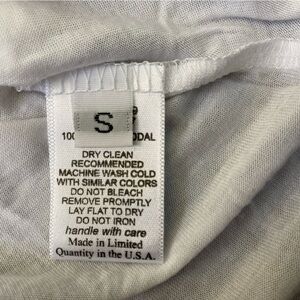 S
DRY CLEAN
RECOMMENDED
MACHINE WASH COLD
WITH SIMILAR COLORS
DO NOT BLEACH
REMOVE PROMPTLY
LAY FLAT TO DRY
DO NOT IRON
handle with care
Made in Limited
Quantity in the U.S.A.